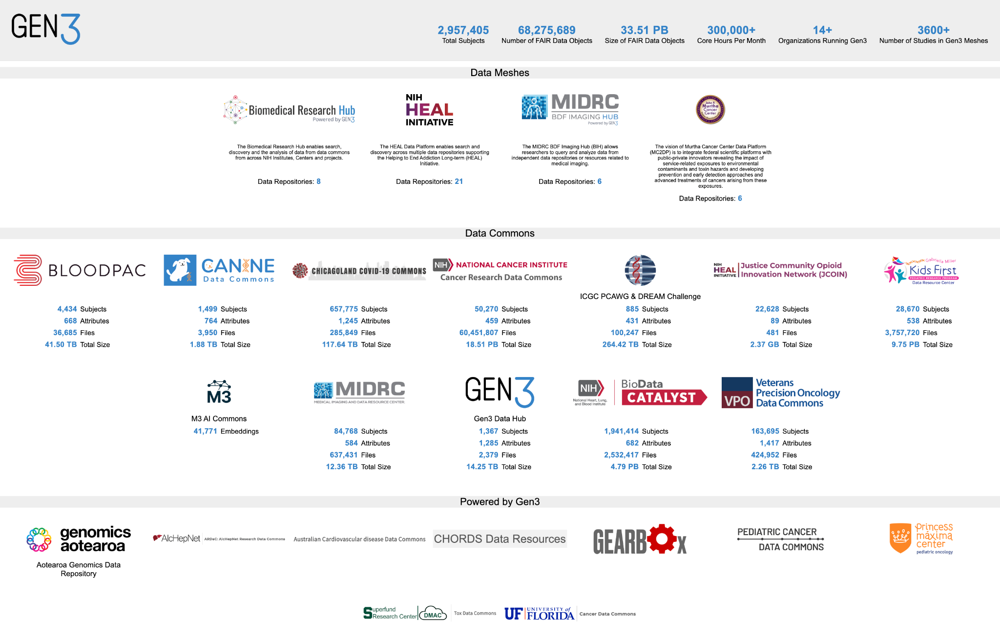 GEN3
2,957,405
Total Subjects
68,275,689
Number of FAIR Data Objects
33.51 PB
Size of FAIR Data Objects
300,000+
Core Hours Per Month
14+
Organizations Running Gen3
3600+
Number of Studies in Gen3 Meshes
Data Meshes
Biomedical Research Hub
Powered by GEN3
The Biomedical Research Hub enables search,
discovery and the analysis of data from data commons
from across NIH Institutes, Centers and projects.
Data Repositories: 8
NIH
HEAL
INITIATIVE
The HEAL Data Platform enables search and
discovery across multiple data repositories supporting
the Helping to End Addiction Long-term (HEAL)
Initiative.
Data Repositories: 21
MIDRC
BDF IMAGING HUB
Powered by GEN3
The MIDRC BDF Imaging Hub (BIH) allows
researchers to query and analyze data from
independent data repositories or resources related to
medical imaging.
Data Repositories: 6
John P.
Murtha
Cancer
Center
The vision of Murtha Cancer Center Data Platform
(MC2DP) is to integrate federal scientific platforms with
public-private innovators revealing the impact of
service-related exposures to environmental
contaminants and toxin hazards and developing
prevention and early detection approaches and
advanced treatments of cancers arising from these
exposures.
Data Repositories: 6
Data Commons
BLOODPAC
4,434 Subjects
668 Attributes
36,685 Files
41.50 TB Total Size
CANINE
Data Commons
1,499 Subjects
764 Attributes
3,950 Files
1.88 TB Total Size
CHICAGOLAND COVID-19 COMMONS
657,775 Subjects
1,245 Attributes
285,849 Files
117.64 TB Total Size
NIH NATIONAL CANCER INSTITUTE
Cancer Research Data Commons
50,270 Subjects
459 Attributes
60,451,807 Files
18.51 PB Total Size
ICGC PCAWG & DREAM Challenge
885 Subjects
431 Attributes
100,247 Files
264.42 TB Total Size
NIH
HEAL
INITIATIVE
Justice Community Opioid
Innovation Network (JCOIN)
22,628 Subjects
89 Attributes
481 Files
2.37 GB Total Size
Gabriella Miller
Kids First
PEDIATRIC RESEARCH PROGRAM
Data Resource Center
28,670 Subjects
538 Attributes
3,757,720 Files
9.75 PB Total Size
M3
M3 AI Commons
41,771 Embeddings
MIDRC
MEDICAL IMAGING AND DATA RESOURCE CENTER.
84,768 Subjects
584 Attributes
637,431 Files
12.36 TB Total Size
GEN3
Gen3 Data Hub
1,367 Subjects
1,285 Attributes
2,379 Files
14.25 TB Total Size
NIH
National Heart, Lung,
and Blood Institute
BioData
CATALYST
1,941,414 Subjects
682 Attributes
2,532,417 Files
4.79 PB Total Size
VPO
Veterans
Precision Oncology
Data Commons
163,695 Subjects
1,417 Attributes
424,952 Files
2.26 TB Total Size
Powered by Gen3
genomics
aotearoa
Aotearoa Genomics Data
Repository
AlcHepNet
ARDaC: AlcHepNet Research Data Commons
Australian Cardiovascular disease Data Commons
CHORDS Data Resources
GEARBOx
PEDIATRIC CANCER
DATA COMMONS
princess
máxima
center
pediatric oncology
Superfund
Research Center
DMAC
Tox Data Commons
UF UNIVERSITY of
FLORIDA
Cancer Data Commons